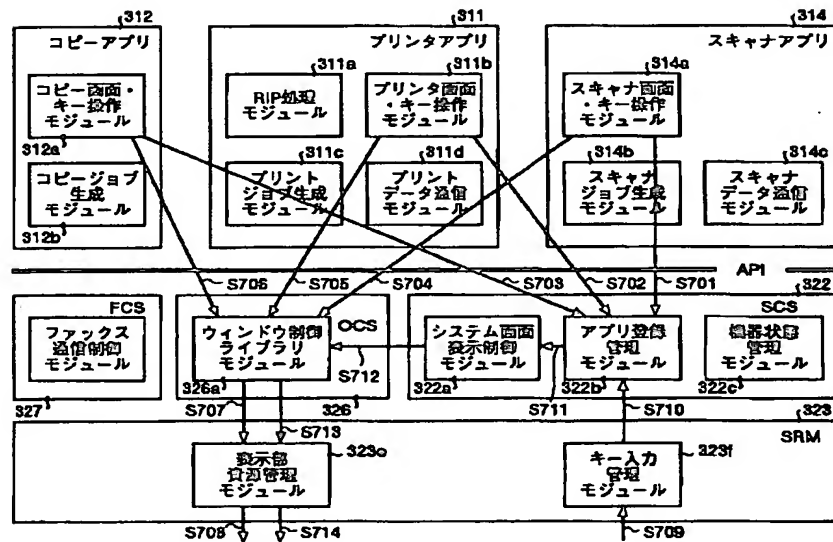 312
311
314
コピーアプリ
プリンタアプリ
スキャナアプリ
コピー画面・
キー操作
モジュール
312a
コピージョブ
生成
モジュール
312b
311a
RIP処理
モジュール
311b
プリンタ画面
・キー操作
モジュール
311c
プリント
ジョブ生成
モジュール
311d
プリント
データ送信
モジュール
314a
スキャナ画面
・キー操作
モジュール
314b
スキャナ
ジョブ生成
モジュール
314c
スキャナ
データ送信
モジュール
API
S706
S705
S704
S703
S702
S701
322
FCS
ファックス
送信制御
モジュール
327
OCS
ウィンドウ制御
ライブラリ
モジュール
326a
326
S712
SCS
システム画面
表示制御
モジュール
322a
アプリ登録
管理
モジュール
322b
機器状態
管理
モジュール
322c
S711
S707
S713
S710
323
SRM
表示部
資源管理
モジュール
キー入力
管理
モジュール
323f
S714
S709